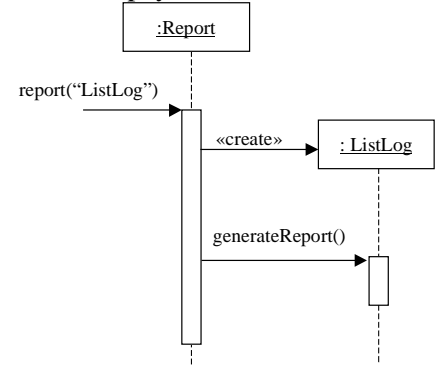 :Report
report(“ListLog”)
«create»
: ListLog
generateReport()